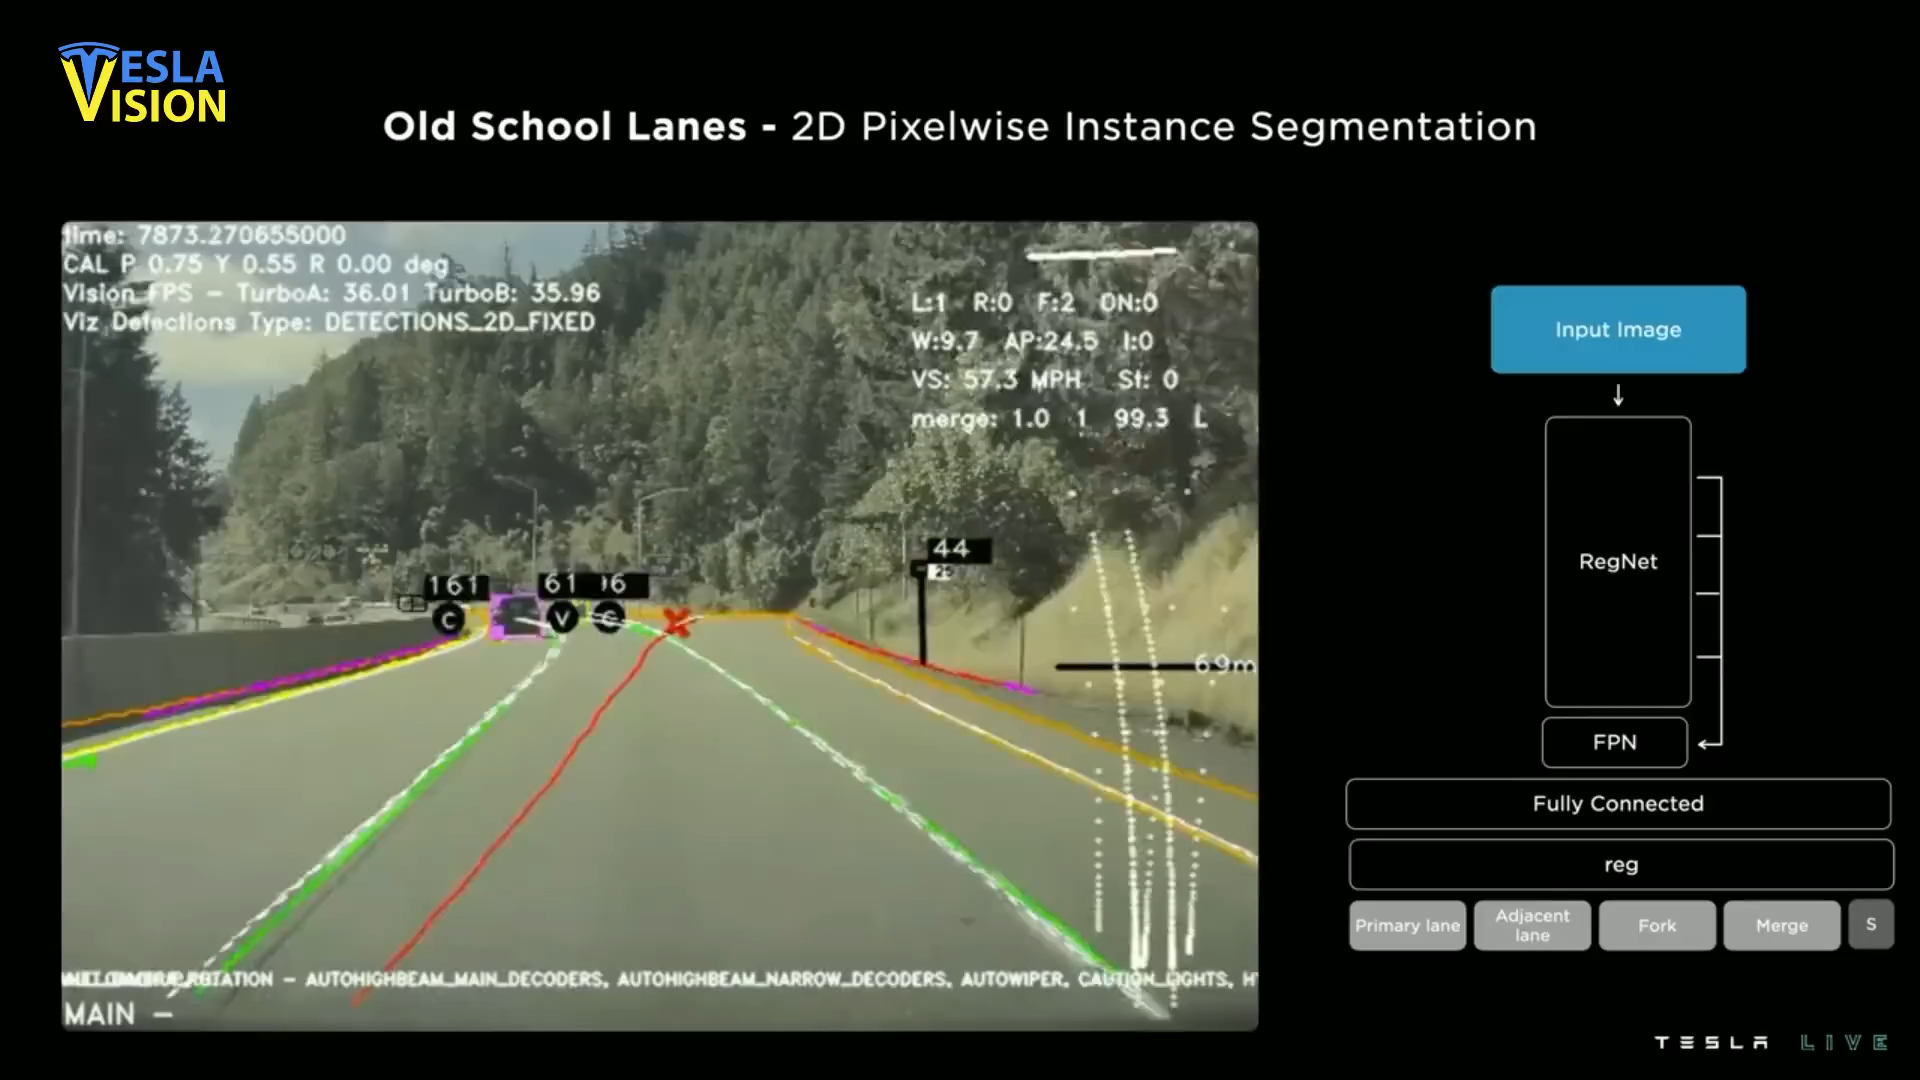 TESLA
VISION
Old School Lanes - 2D Pixelwise Instance Segmentation
time: 7873.270655000
CAL P 0.75 Y 0.55 R 0.00 deg
Vision FPS - TurboA: 36.01 TurboB: 35.96
Viz Detections Type: DETECTIONS_2D_FIXED
L:1 R:0 F:2 ON:0
W:9.7 AP:24.5 I:0
VS: 57.3 MPH St: 0
merge: 1.0 1 99.3 L
44
25
161
61
C
V
C
69m
AUTOHIGHBEAM_MAIN_DECODERS, AUTOHIGHBEAM_NARROW_DECODERS, AUTOWIPER, CAUTION_LIGHTS,
MAIN -
Input Image
RegNet
FPN
Fully Connected
reg
Primary lane
Adjacent
lane
Fork
Merge
S
TESLA LIVE